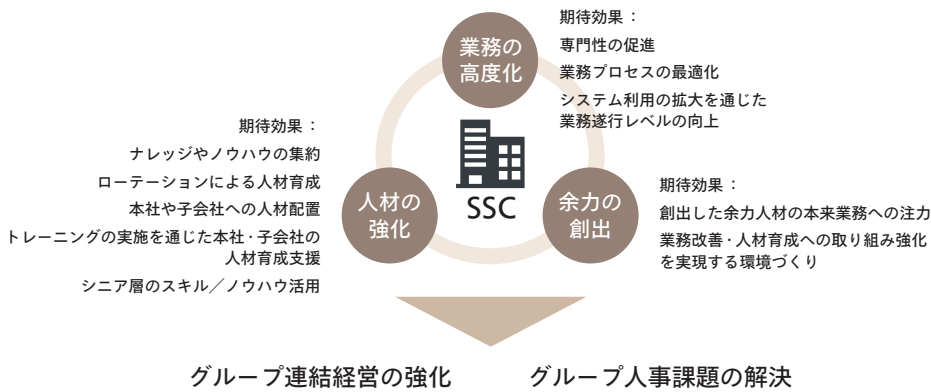 業務の
高度化
期待効果：
専門性の促進
業務プロセスの最適化
システム利用の拡大を通じた
業務遂行レベルの向上
期待効果：
ナレッジやノウハウの集約
ローテーションによる人材育成
本社や子会社への人材配置
トレーニングの実施を通じた本社・子会社の
人材育成支援
シニア層のスキル／ノウハウ活用
人材の
強化
SSC
余力の
創出
期待効果：
創出した余力人材の本来業務への注力
業務改善・人材育成への取り組み強化
を実現する環境づくり
グループ連結経営の強化
グループ人事課題の解決